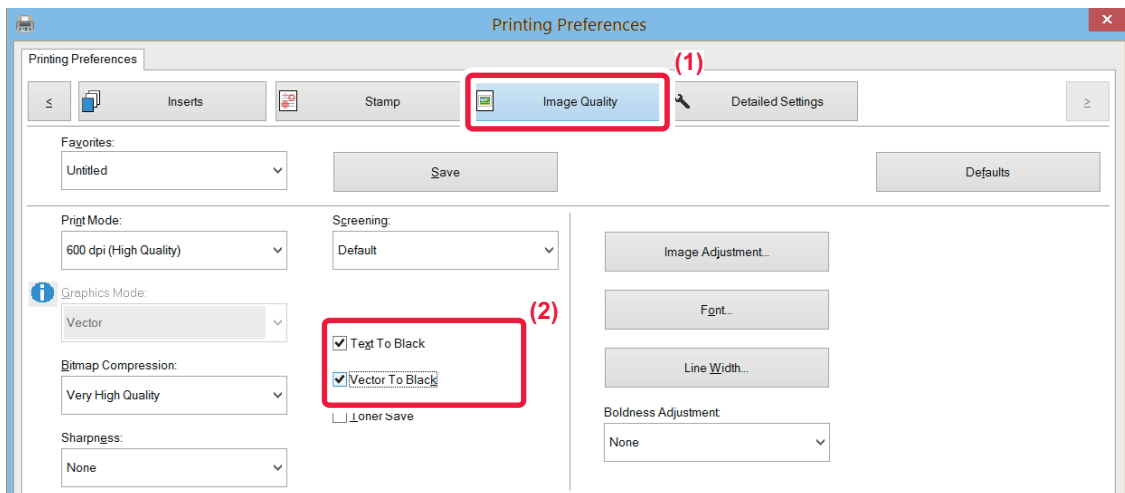 Printing Preferences
Printing Preferences
(1)
≤ Inserts Stamp Image Quality Detailed Settings ≥
Favorites:
Untitled Save Defaults
Print Mode: Screening:
600 dpi (High Quality) Default Image Adjustment...
Graphics Mode:
Vector Font...
(2)
Text To Black
Bitmap Compression: Vector To Black Line Width...
Very High Quality
Toner Save Boldness Adjustment:
Sharpness: None
None